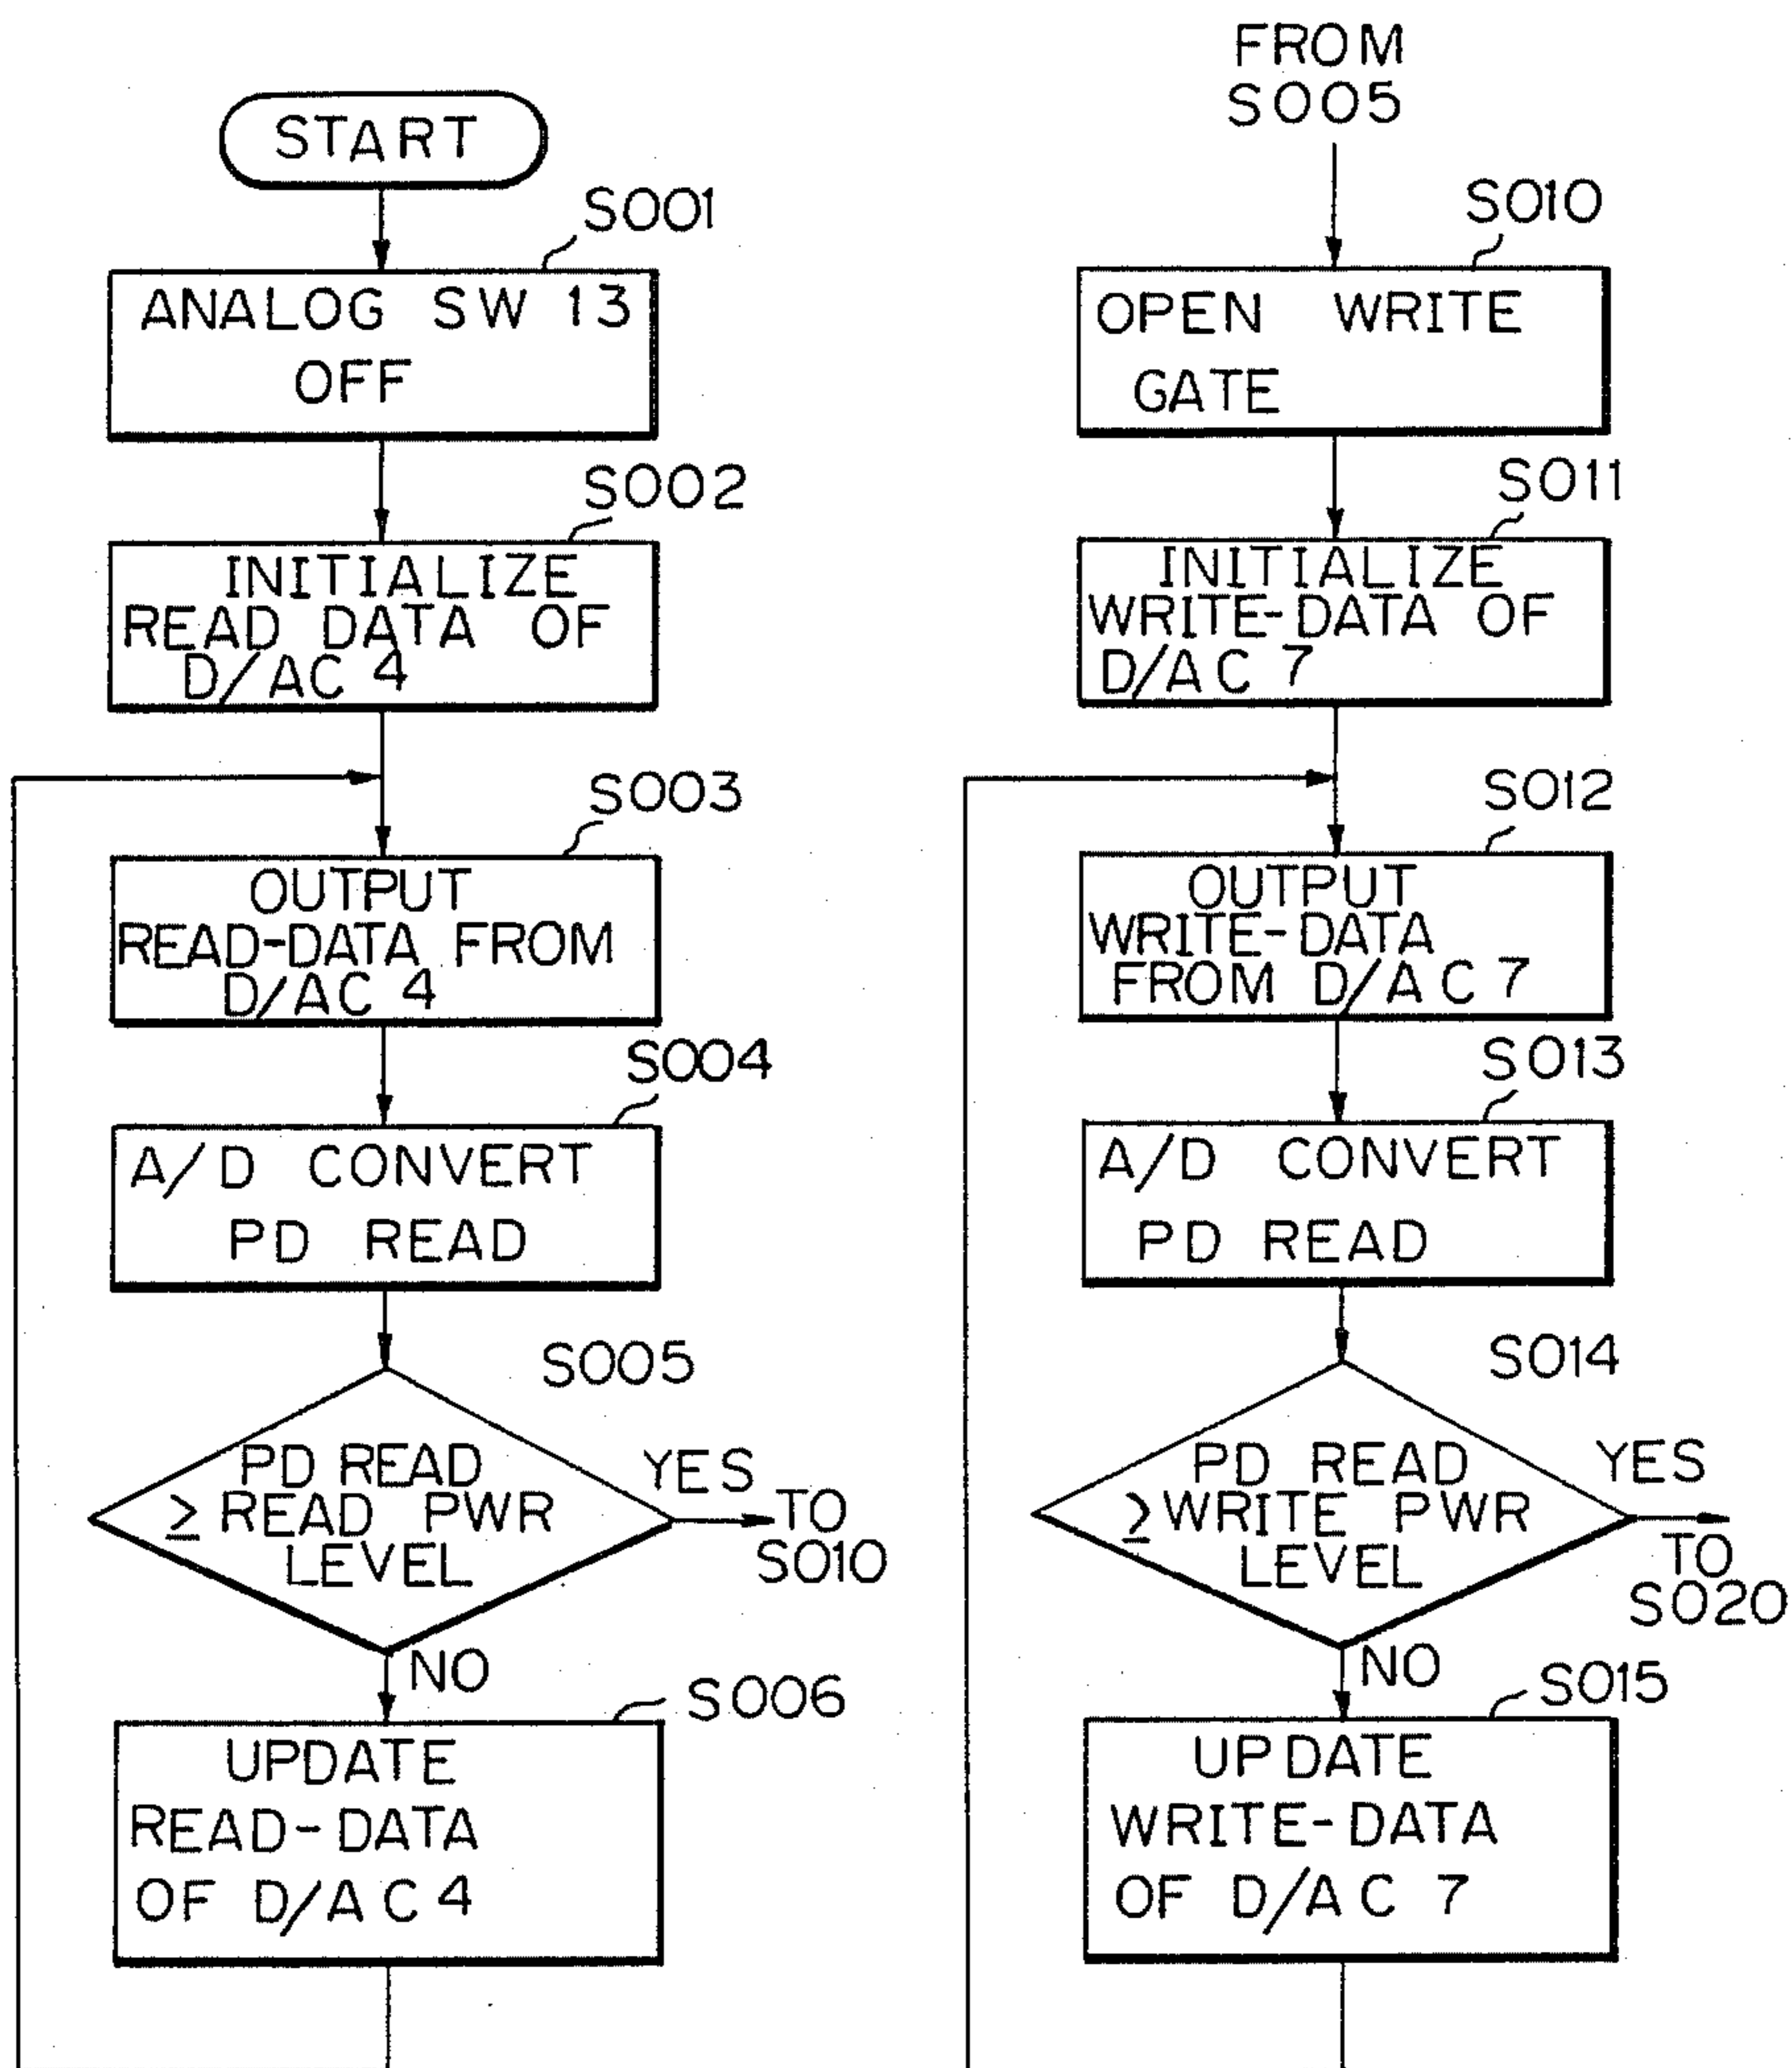 START
S001
ANALOG SW 13
OFF
S002
INITIALIZE
READ DATA OF
D/AC 4
S003
OUTPUT
READ-DATA FROM
D/AC 4
S004
A/D CONVERT
PD READ
S005
PD READ
≥ READ PWR
LEVEL
YES
TO
S010
NO
S006
UPDATE
READ-DATA
OF D/AC 4
FROM
S005
S010
OPEN WRITE
GATE
S011
INITIALIZE
WRITE-DATA OF
D/AC 7
S012
OUTPUT
WRITE-DATA
FROM D/AC 7
S013
A/D CONVERT
PD READ
S014
PD READ
≥ WRITE PWR
LEVEL
YES
TO
S020
NO
S015
UPDATE
WRITE-DATA
OF D/AC 7